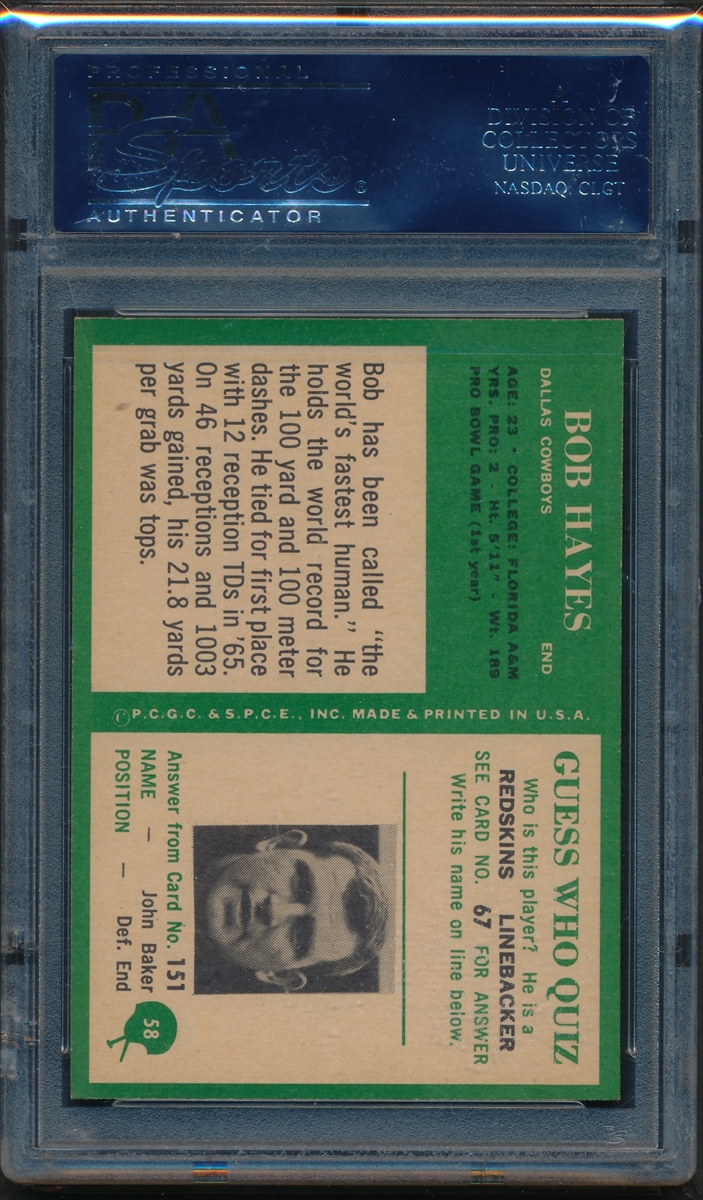 PROFESSIONAL
PSA
Sports®
AUTHENTICATOR
A
DIVISION OF
COLLECTORS
UNIVERSE
NASDAQ: CLCT
BOB HAYES
DALLAS COWBOYS END
AGE: 23 - COLLEGE: FLORIDA A&M
YRS. PRO: 2 - Ht. 5'11" - Wt. 189
PRO BOWL GAME (1st year)
Bob has been called "the
world's fastest human." He
holds the world record for
the 100 yard and 100 meter
dashes. He tied for first place
with 12 reception TDs in '65.
On 46 receptions and 1003
yards gained, his 21.8 yards
per grab was tops.
©P.C.G.C. & S.P.C.E., INC. MADE & PRINTED IN U.S.A.
GUESS WHO QUIZ
Who is this player? He is a
REDSKINS LINEBACKER
SEE CARD NO. 67 FOR ANSWER
Write his name on line below.
Answer from Card No. 151
NAME — John Baker
POSITION — Def. End
58